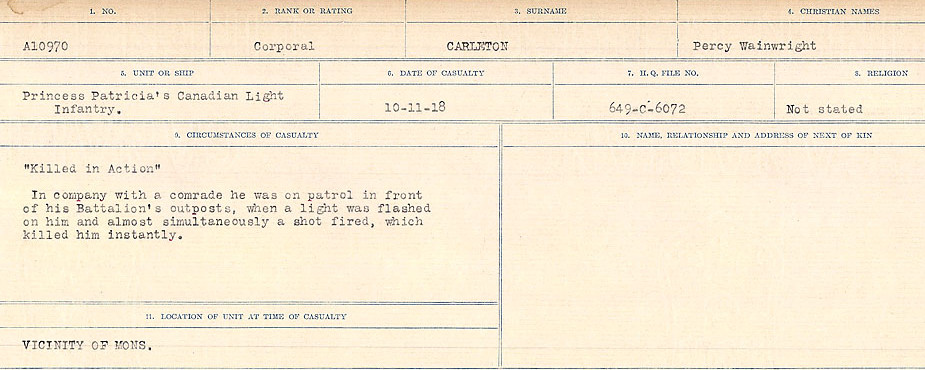 1. NO.
2. RANK OR RATING
3. SURNAME
4. CHRISTIAN NAMES
A10970
Corporal
CARLETON
Percy Wainwright
5. UNIT OR SHIP
6. DATE OF CASUALTY
7. H. Q. FILE NO.
8. RELIGION
Princess Patricia's Canadian Light
Infantry.
10-11-18
649-C-6072
Not stated
9. CIRCUMSTANCES OF CASUALTY
10. NAME, RELATIONSHIP AND ADDRESS OF NEXT OF KIN
"Killed in Action"
In company with a comrade he was on patrol in front
of his Battalion's outposts, when a light was flashed
on him and almost simultaneously a shot fired, which
killed him instantly.
11. LOCATION OF UNIT AT TIME OF CASUALTY
VICINITY OF MONS.